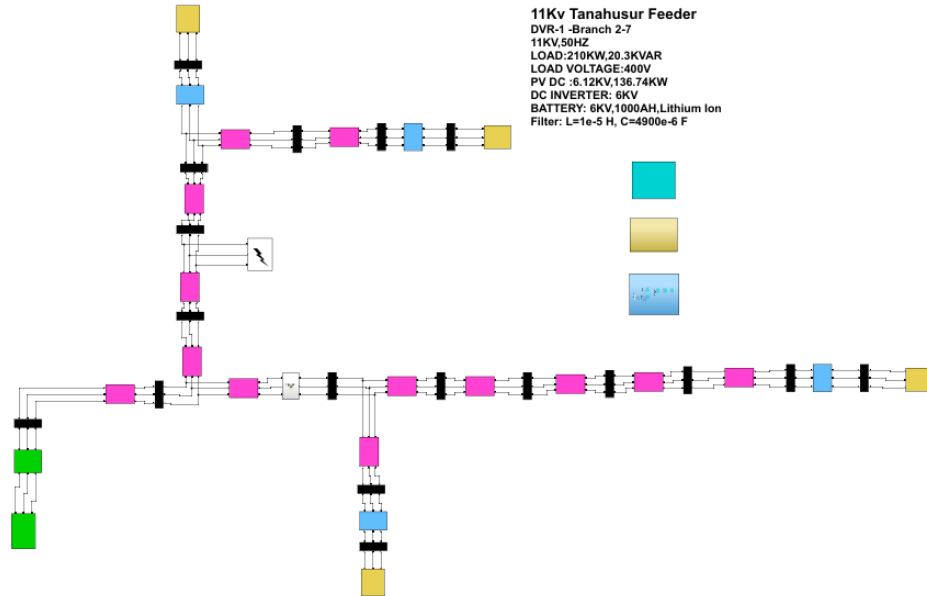 11Kv Tanahusur Feeder
DVR-1 -Branch 2-7
11KV,50HZ
LOAD:210KW,20.3KVAR
LOAD VOLTAGE:400V
PV DC :6.12KV,136.74KW
DC INVERTER: 6KV
BATTERY: 6KV,1000AH,Lithium Ion
Filter: L=1e-5 H, C=4900e-6 F